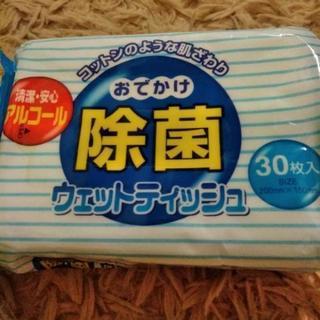 コットンのような肌ざわり
清潔・安心
アルコール
おでかけ
除菌
ウェットティッシュ
30枚入
SIZE